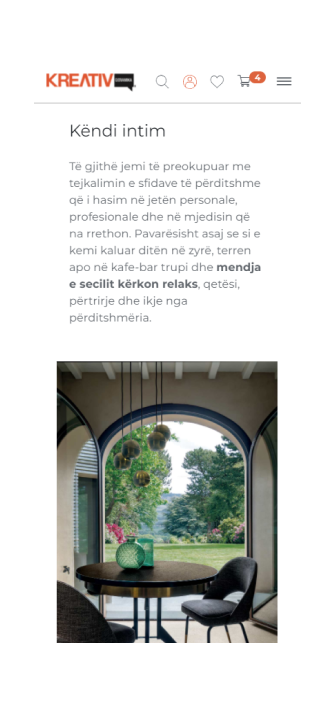 KREATIV
4
Këndi intim
Të gjithë jemi të preokupuar me
tejkalimin e sfidave të përditshme
që i hasim në jetën personale,
profesionale dhe në mjedisin që
na rrethon. Pavarësisht asaj se si e
kemi kaluar ditën në zyrë, terren
apo në kafe-bar trupi dhe mendja
e secilit kërkon relaks, qetësi,
përtrirje dhe ikje nga
përditshmëria.